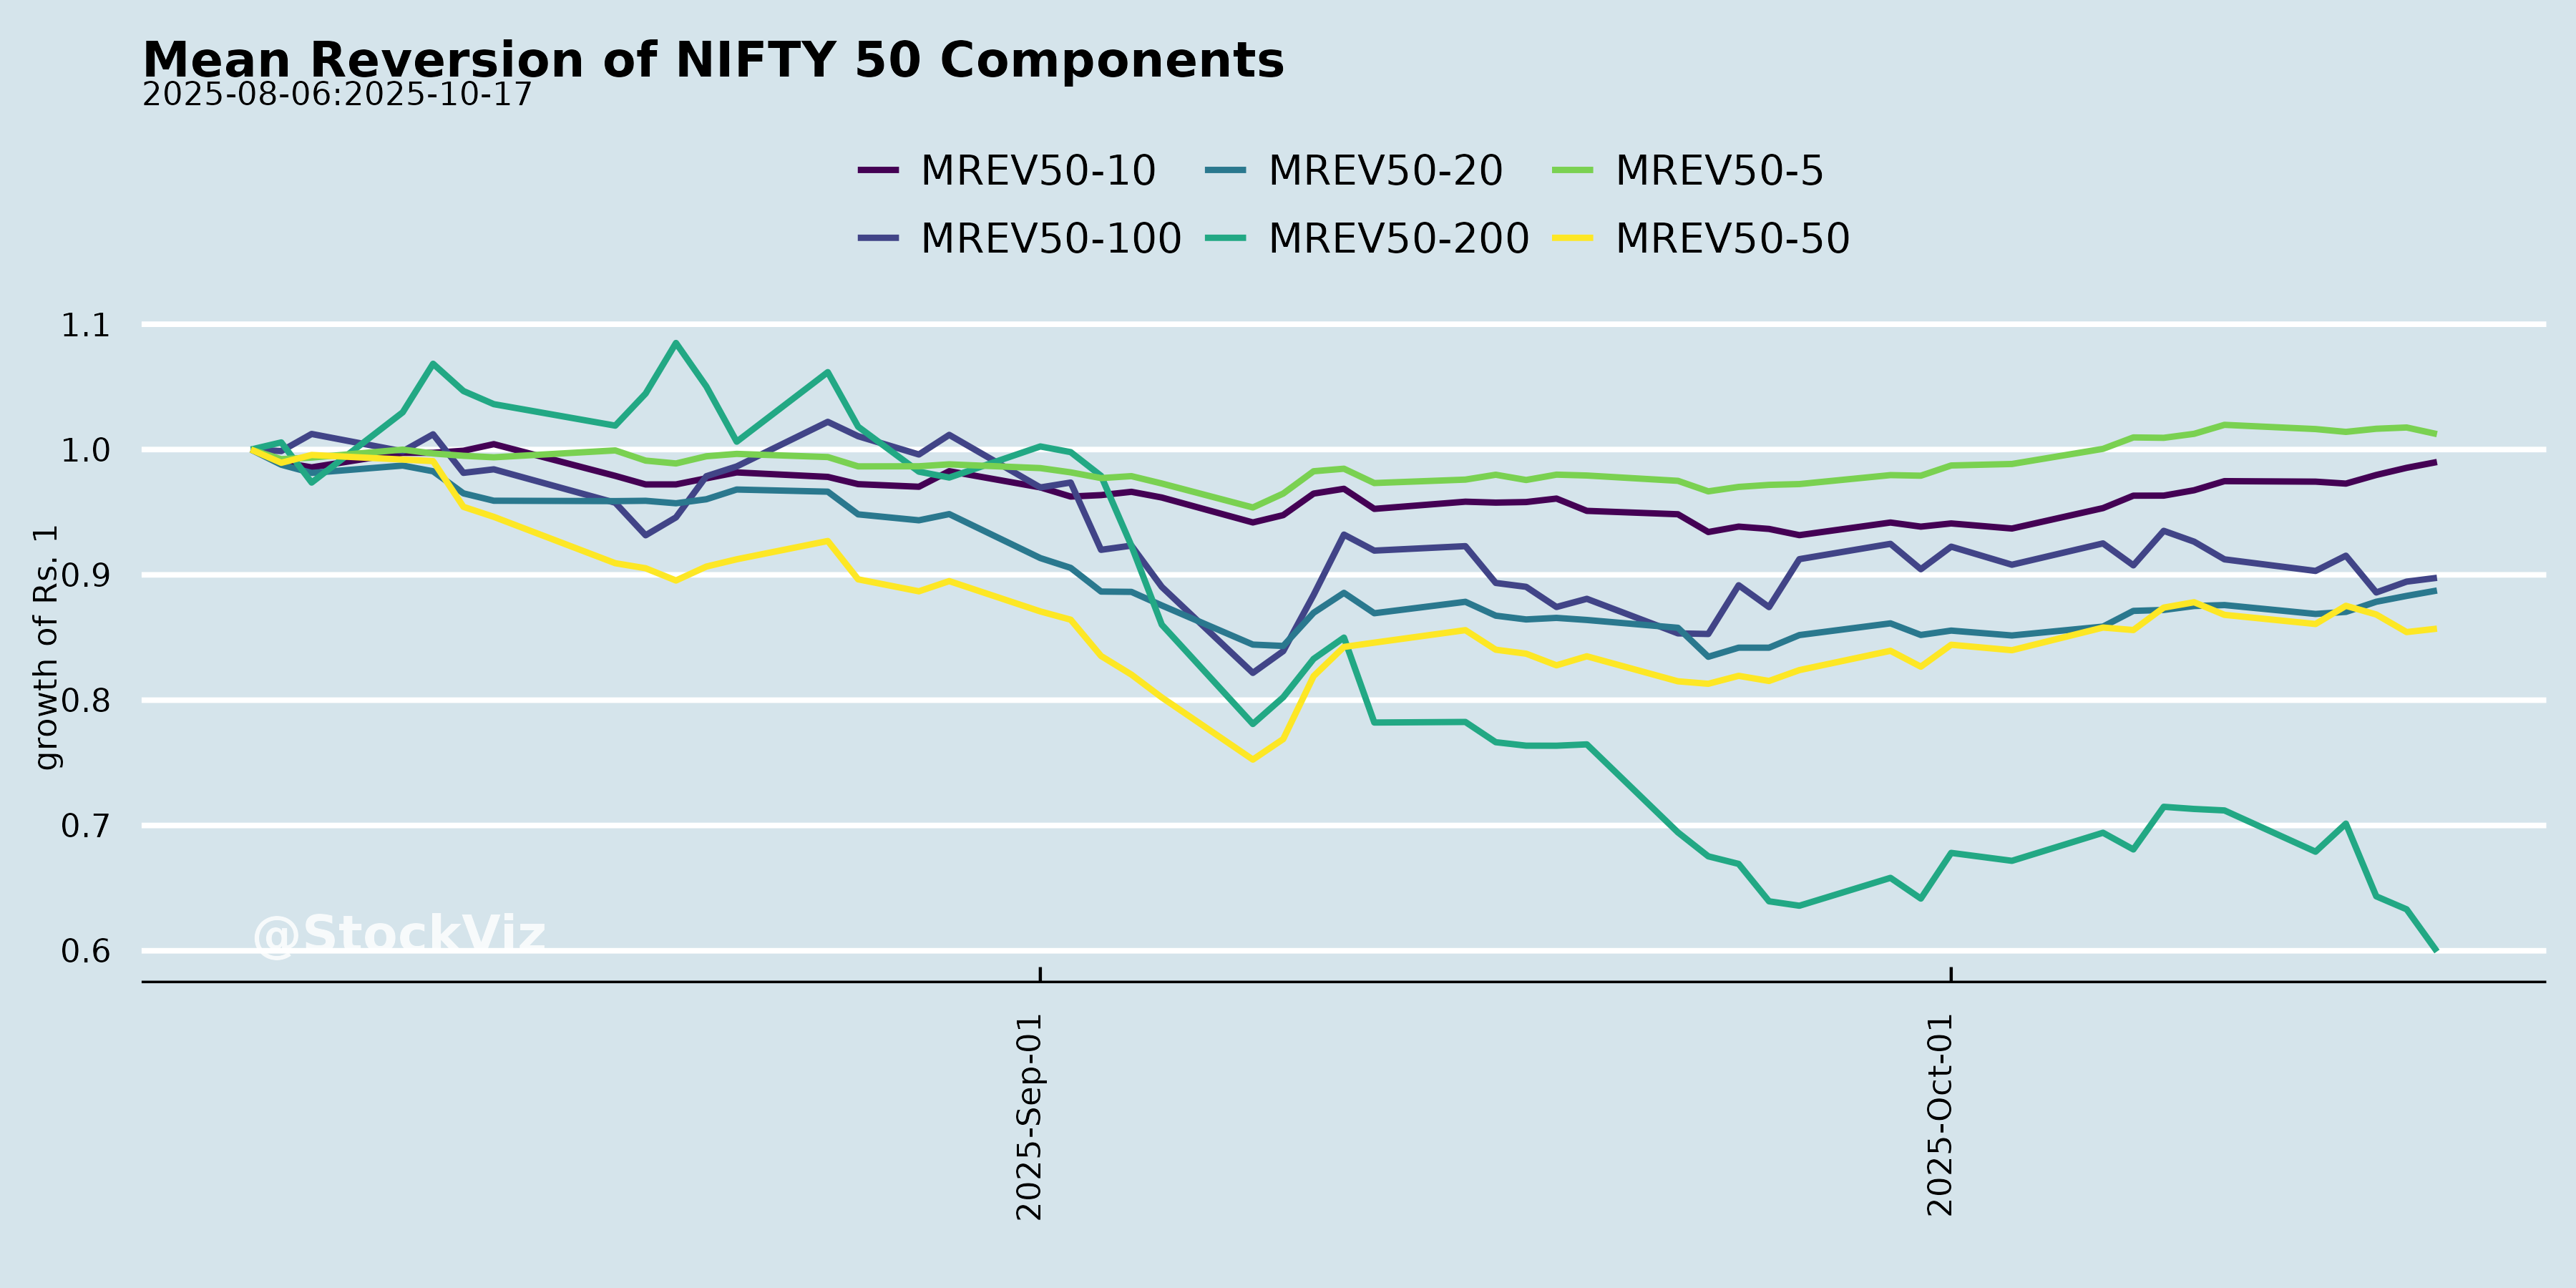 Mean Reversion of NIFTY 50 Components
2025-08-06:2025-10-17
MREV50-10 MREV50-20 MREV50-5
MREV50-100 MREV50-200 MREV50-50
growth of Rs. 1
1.1
1.0
0.9
0.8
0.7
0.6
@StockViz
2025-Sep-01
2025-Oct-01